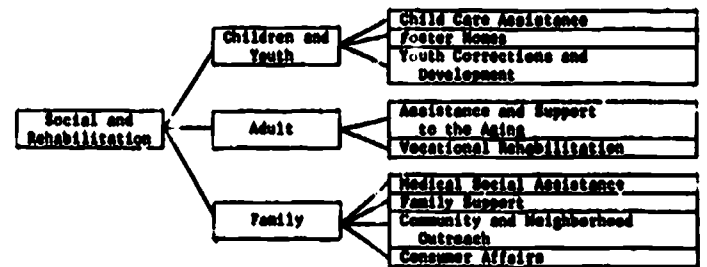 Social and
Rehabilitation
Children and
Youth
Child Care Assistance
Foster Homes
Youth Corrections and
Development
Adult
Assistance and Support
to the Aging
Vocational Rehabilitation
Family
Medical Social Assistance
Family Support
Community and Neighborhood
Outreach
Consumer Affairs